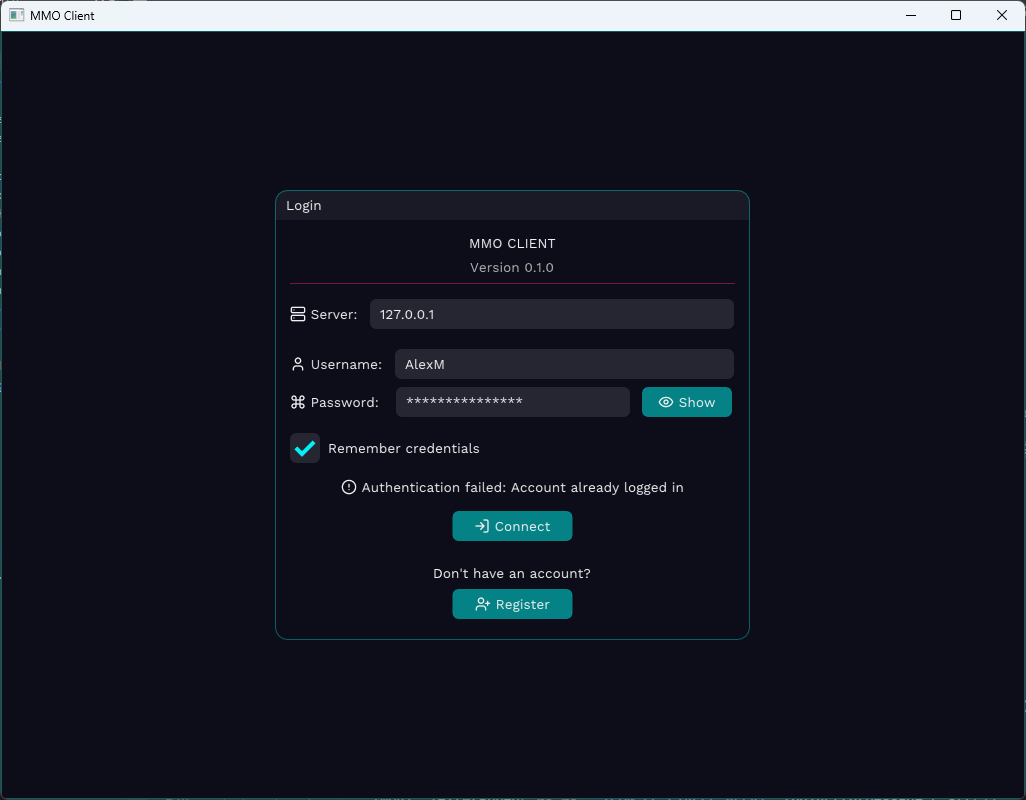 MMO Client
Login
MMO CLIENT
Version 0.1.0
Server: 127.0.0.1
Username: AlexM
Password: *************** Show
Remember credentials
Authentication failed: Account already logged in
Connect
Don't have an account?
Register